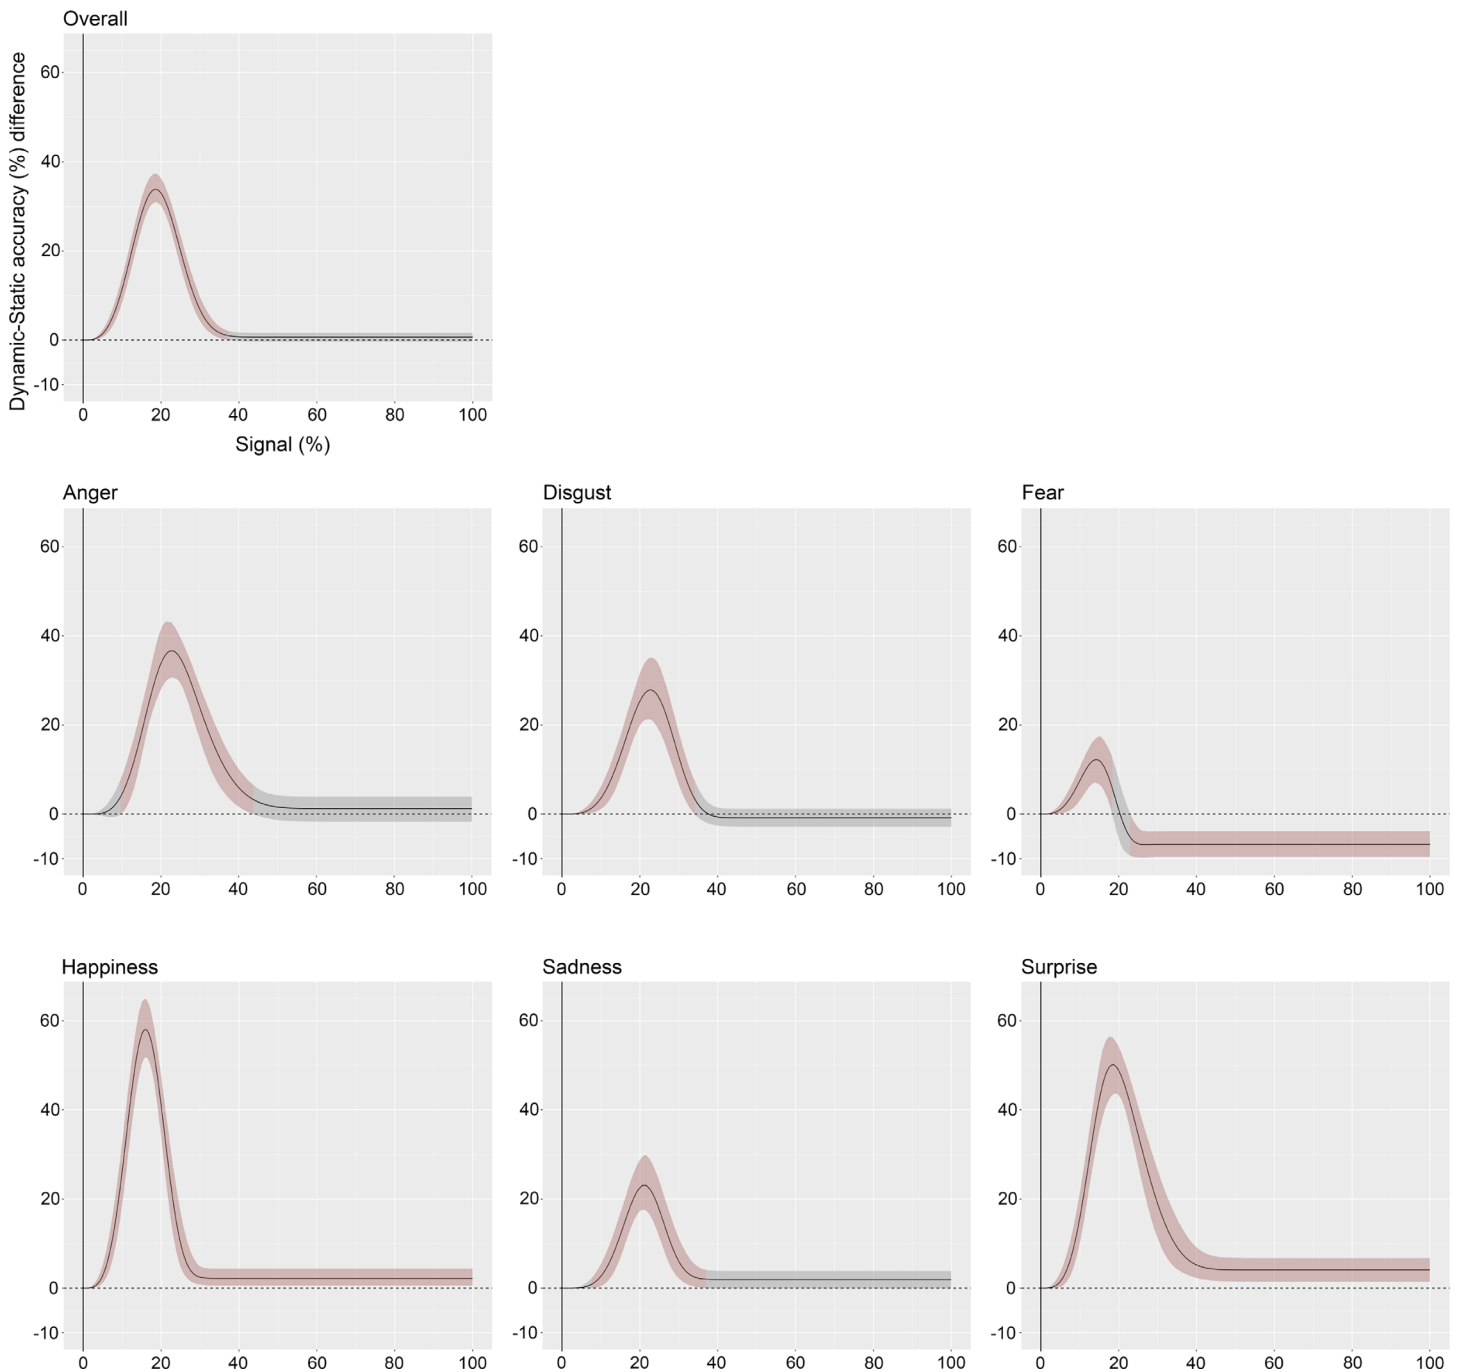 Overall
Dynamic-Static accuracy (%) difference
60
40
20
0
-10
0 20 40 60 80 100
Signal (%)
Anger Disgust Fear
60 60 60
40 40 40
20 20 20
0 0 0
-10 -10 -10
0 20 40 60 80 100 0 20 40 60 80 100 0 20 40 60 80 100
Happiness Sadness Surprise
60 60 60
40 40 40
20 20 20
0 0 0
-10 -10 -10
0 20 40 60 80 100 0 20 40 60 80 100 0 20 40 60 80 100